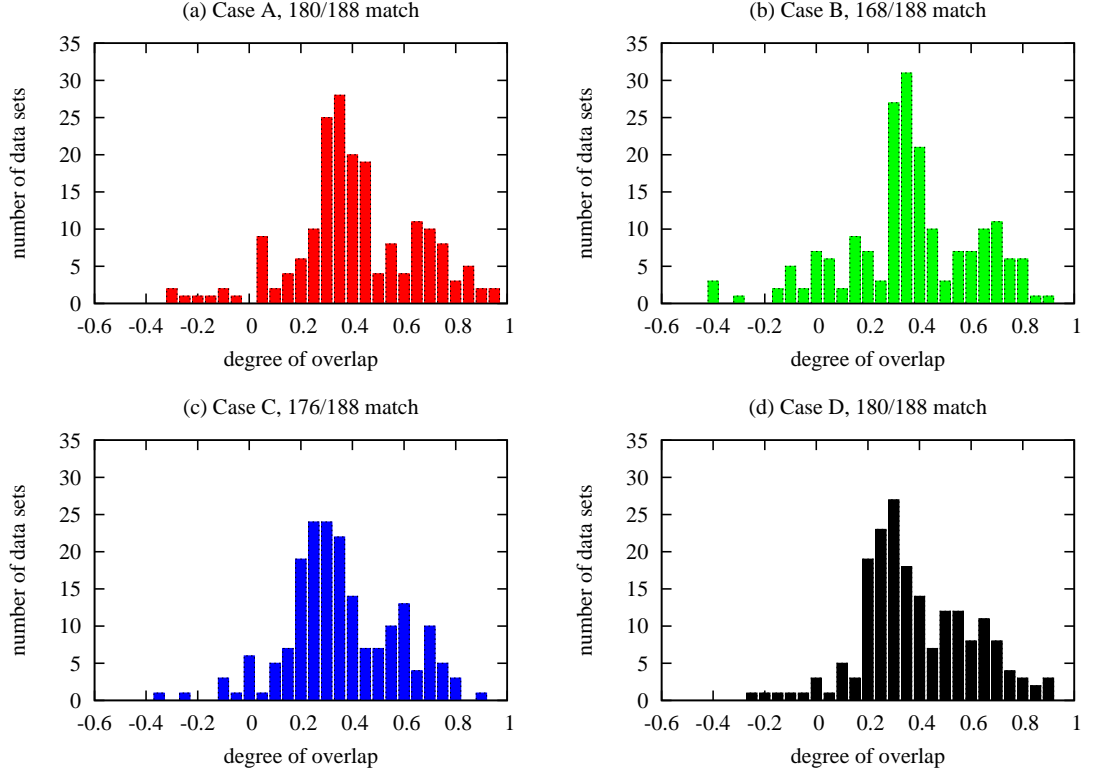 (a) Case A, 180/188 match
35
30
25
20
15
10
5
0
-0.6 -0.4 -0.2 0 0.2 0.4 0.6 0.8 1
number of data sets
degree of overlap
(b) Case B, 168/188 match
35
30
25
20
15
10
5
0
-0.6 -0.4 -0.2 0 0.2 0.4 0.6 0.8 1
number of data sets
degree of overlap
(c) Case C, 176/188 match
35
30
25
20
15
10
5
0
-0.6 -0.4 -0.2 0 0.2 0.4 0.6 0.8 1
number of data sets
degree of overlap
(d) Case D, 180/188 match
35
30
25
20
15
10
5
0
-0.6 -0.4 -0.2 0 0.2 0.4 0.6 0.8 1
number of data sets
degree of overlap